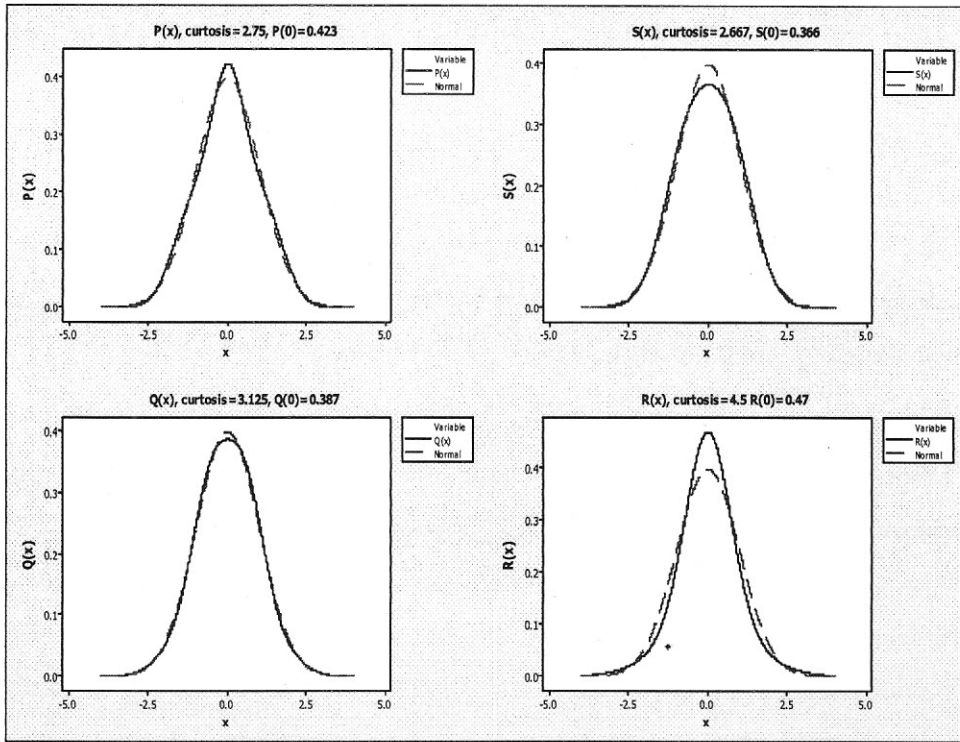 P(x), curtosis=2.75, P(0)=0.423
Variable
P(x)
Normal
P(x)
0.4
0.3
0.2
0.1
0.0
-5.0 -2.5 0.0 2.5 5.0
x
S(x), curtosis=2.667, S(0)=0.366
Variable
S(x)
Normal
S(x)
0.4
0.3
0.2
0.1
0.0
-5.0 -2.5 0.0 2.5 5.0
x
Q(x), curtosis=3.125, Q(0)=0.387
Variable
Q(x)
Normal
Q(x)
0.4
0.3
0.2
0.1
0.0
-5.0 -2.5 0.0 2.5 5.0
x
R(x), curtosis=4.5 R(0)=0.47
Variable
R(x)
Normal
R(x)
0.4
0.3
0.2
0.1
0.0
-5.0 -2.5 0.0 2.5 5.0
x